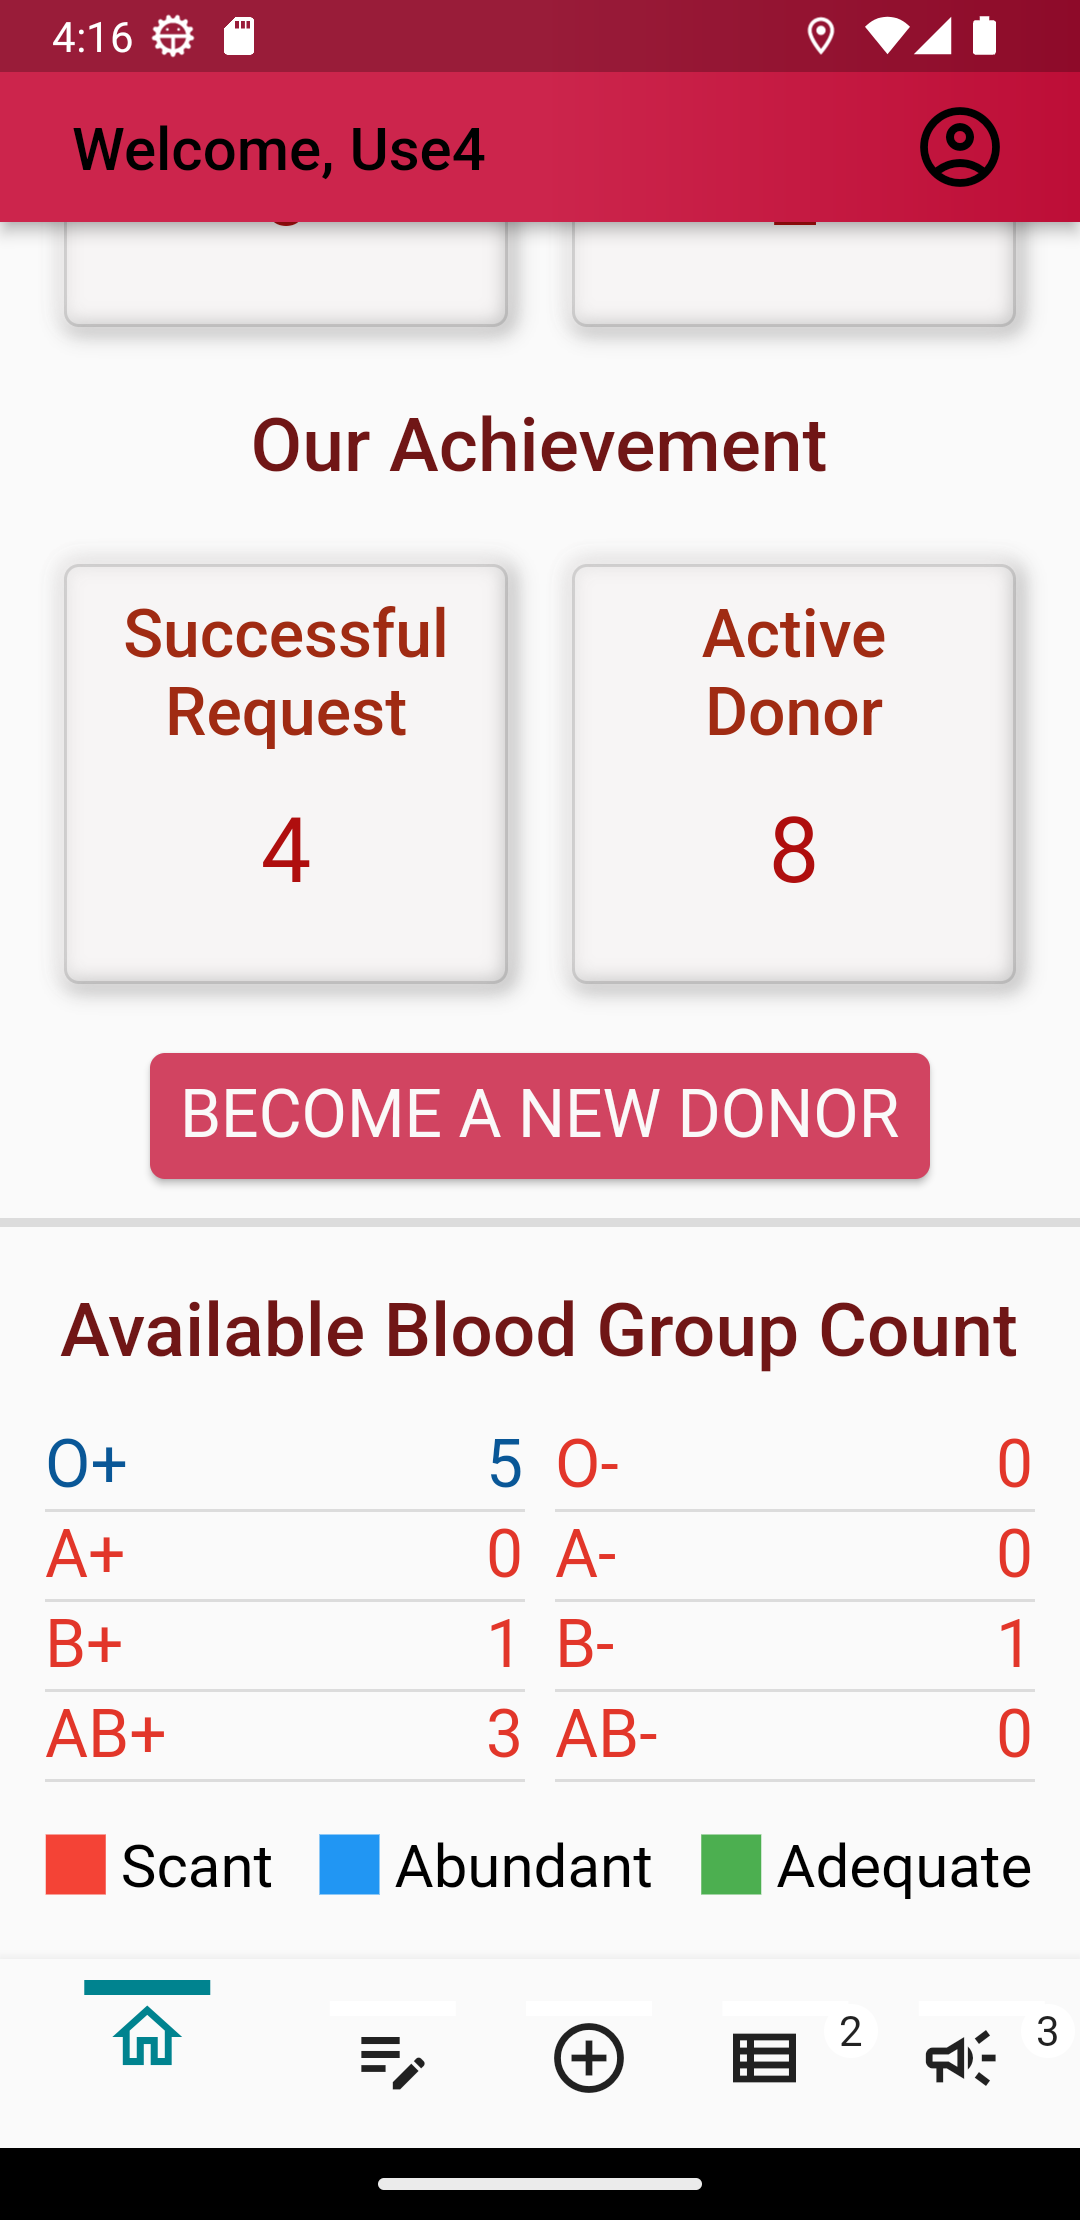 4:16
Welcome, Use4
Our Achievement
Successful Request
4
Active Donor
8
BECOME A NEW DONOR
Available Blood Group Count
O+ 5 O- 0
A+ 0 A- 0
B+ 1 B- 1
AB+ 3 AB- 0
Scant Abundant Adequate
2 3